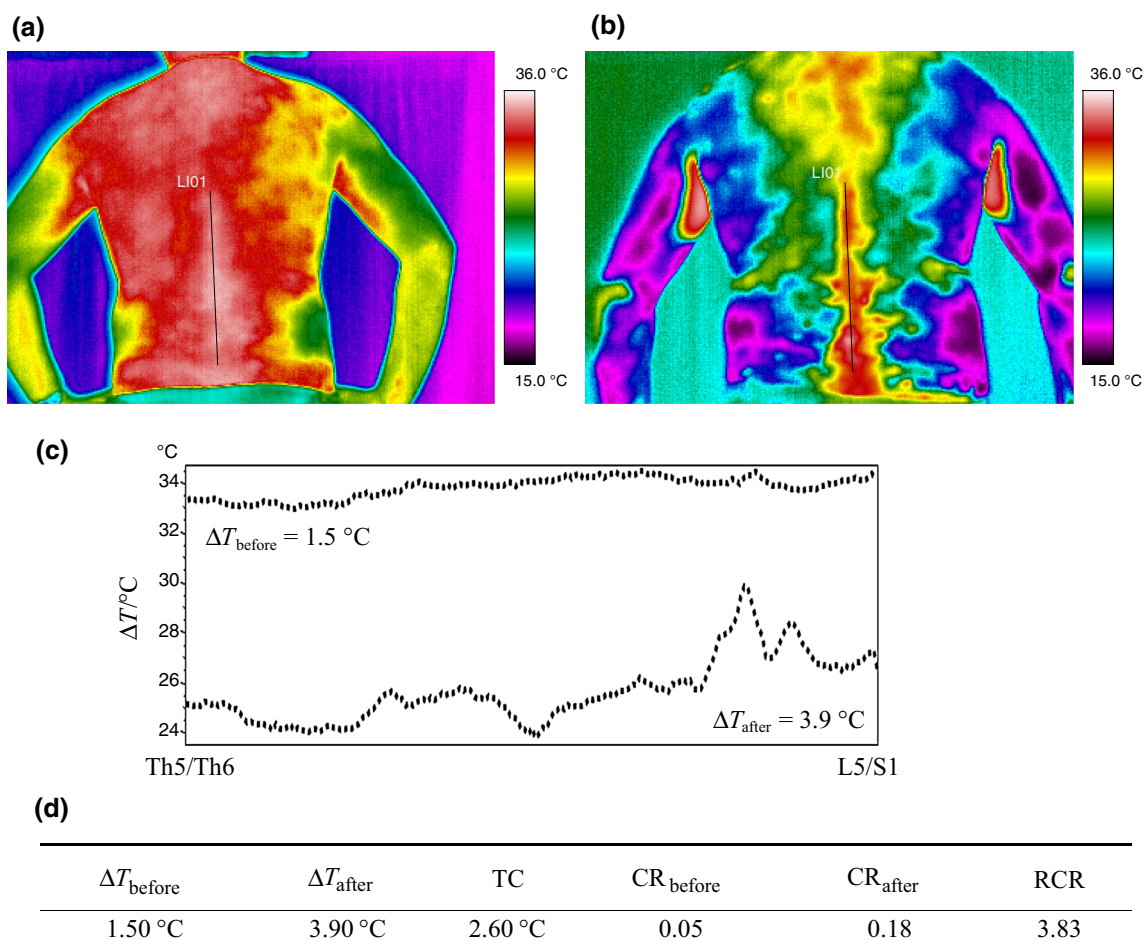 (a)
(b)
36.0 °C
15.0 °C
LI01
36.0 °C
15.0 °C
LI01
(c)
°C
34
32
30
28
26
24
ΔT/°C
ΔTbefore = 1.5 °C
ΔTafter = 3.9 °C
Th5/Th6 L5/S1
(d)
ΔTbefore ΔTafter TC CRbefore CRafter RCR
1.50 °C 3.90 °C 2.60 °C 0.05 0.18 3.83